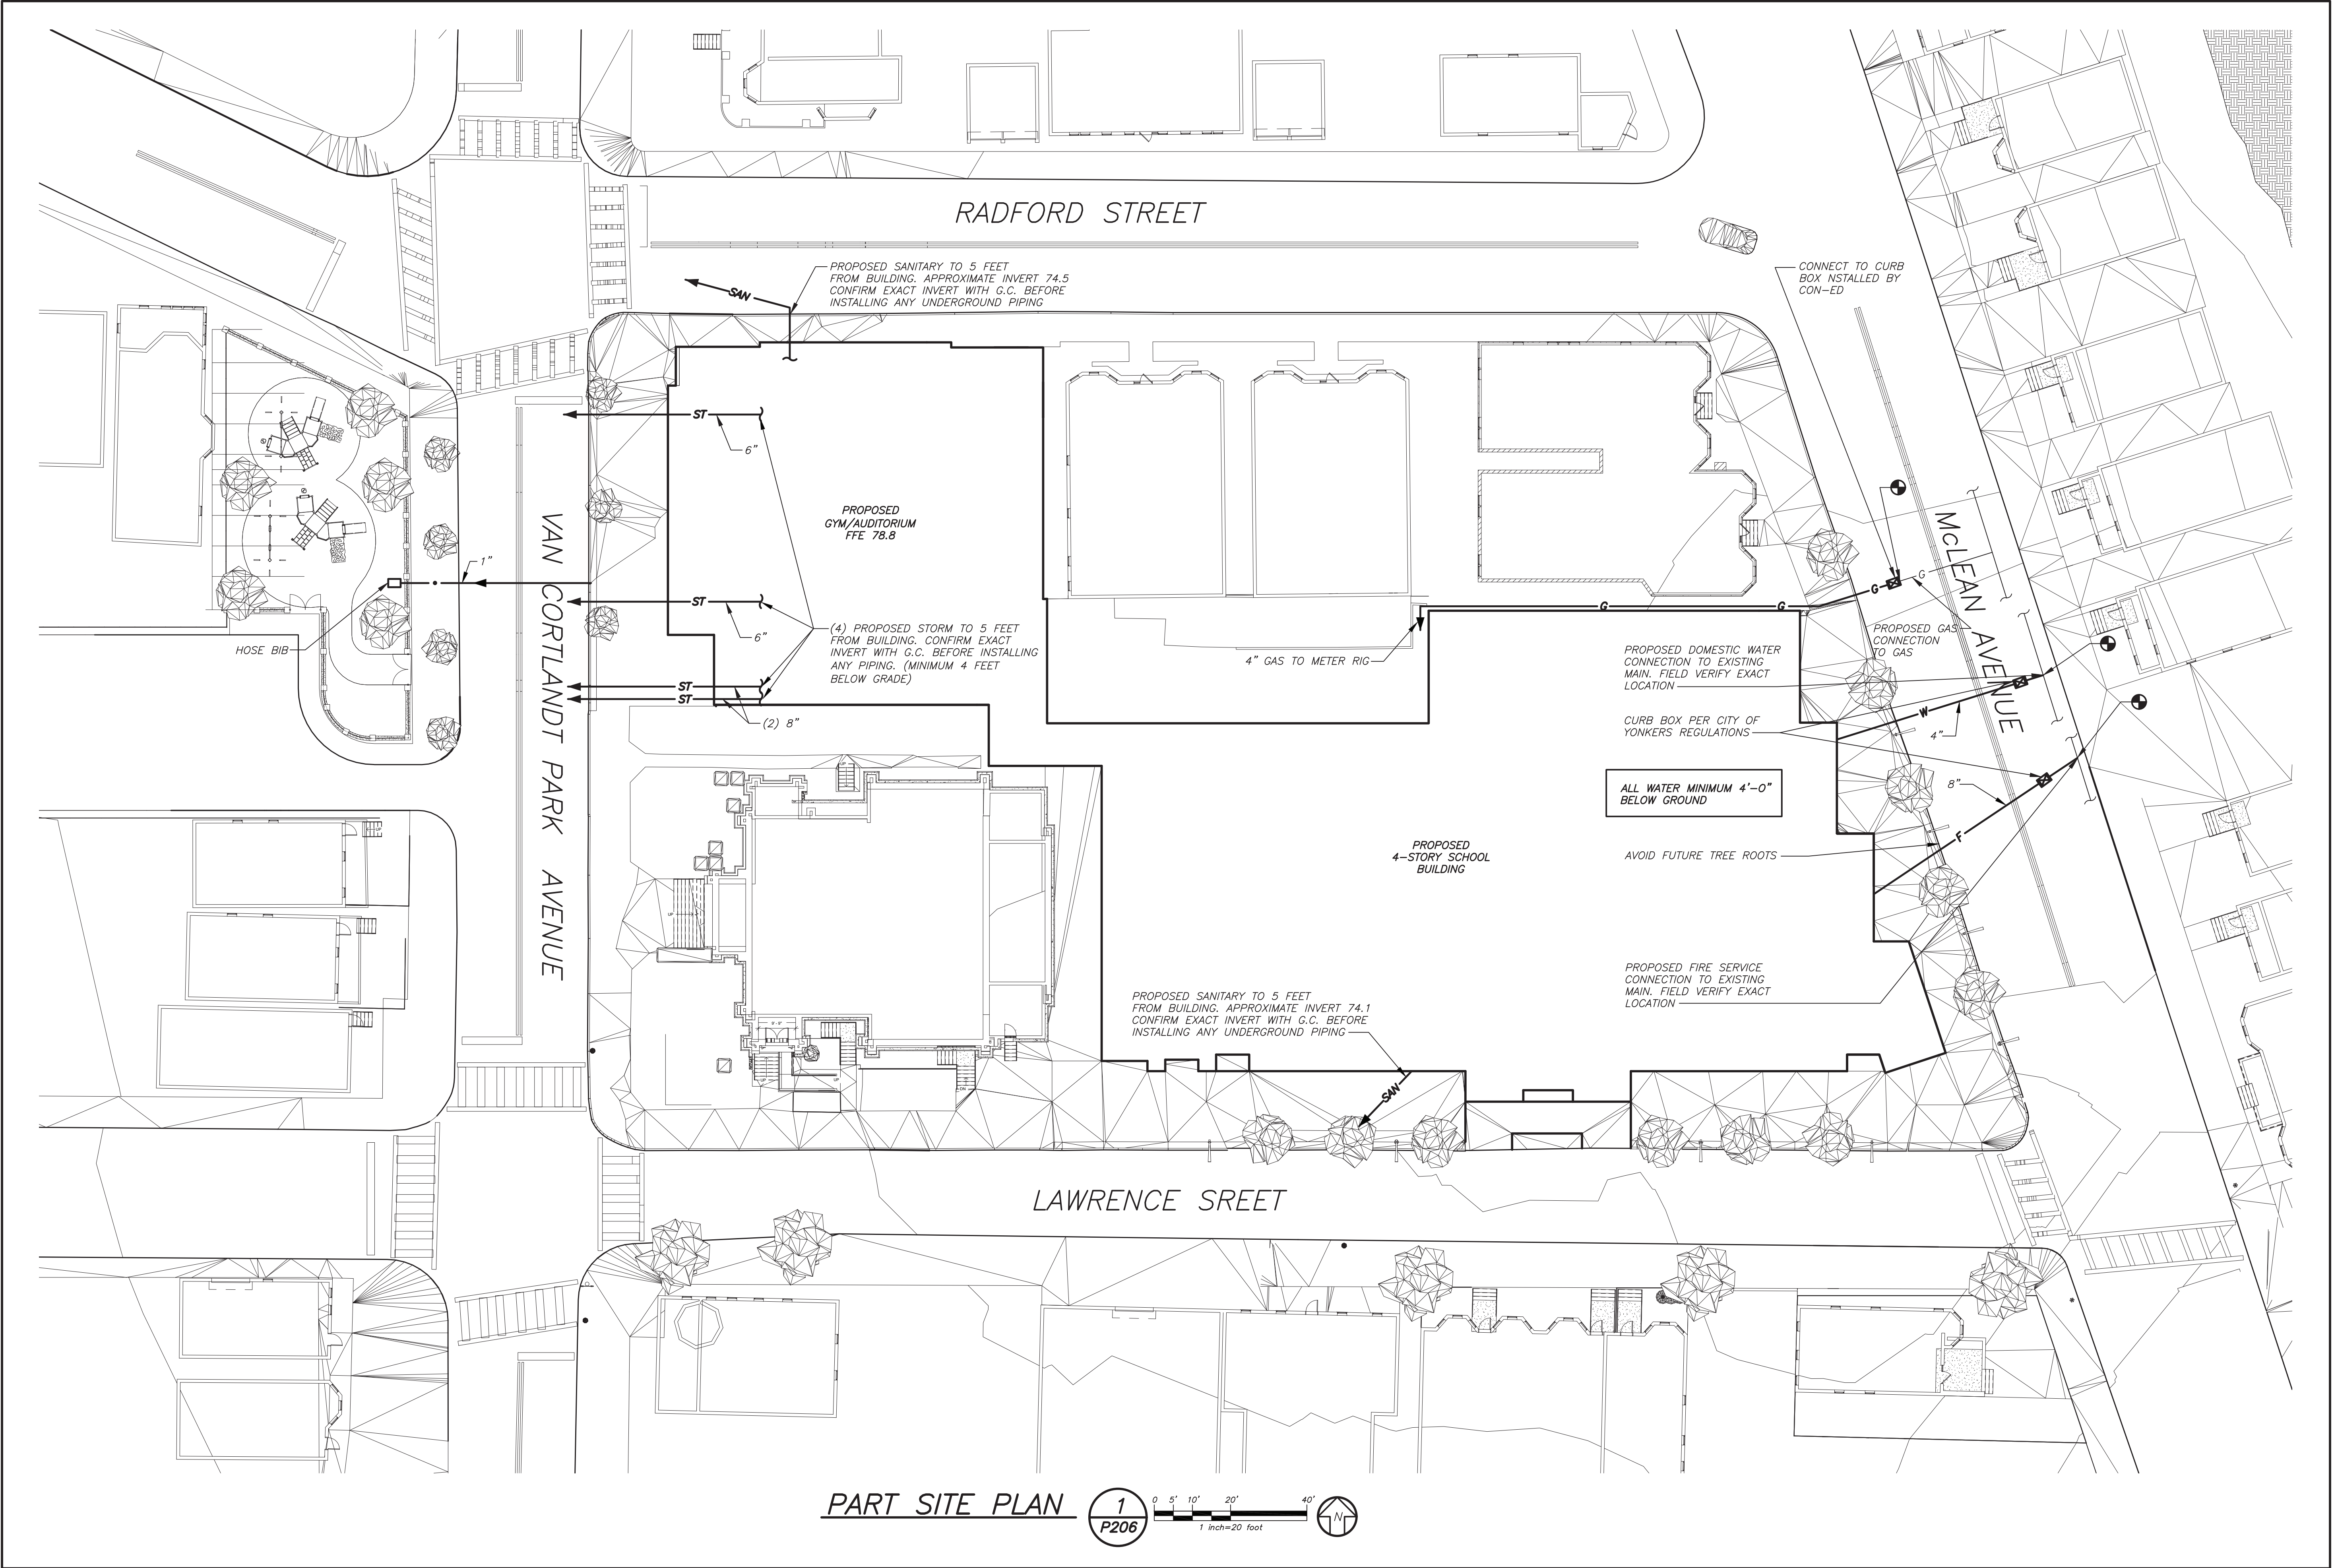 RADFORD STREET
PROPOSED SANITARY TO 5 FEET
FROM BUILDING. APPROXIMATE INVERT 74.5
CONFIRM EXACT INVERT WITH G.C. BEFORE
INSTALLING ANY UNDERGROUND PIPING
SAN
CONNECT TO CURB
BOX NSTALLED BY
CON-ED
ST
6"
PROPOSED
GYM/AUDITORIUM
FFE 78.8
VAN CORTLANDT PARK AVENUE
McLEAN AVENUE
1"
HOSE BIB
ST
6"
(4) PROPOSED STORM TO 5 FEET
FROM BUILDING. CONFIRM EXACT
INVERT WITH G.C. BEFORE INSTALLING
ANY PIPING. (MINIMUM 4 FEET
BELOW GRADE)
ST
ST
(2) 8"
G
G
G
G
4" GAS TO METER RIG
PROPOSED GAS
CONNECTION
TO GAS
PROPOSED DOMESTIC WATER
CONNECTION TO EXISTING
MAIN. FIELD VERIFY EXACT
LOCATION
W
4"
CURB BOX PER CITY OF
YONKERS REGULATIONS
ALL WATER MINIMUM 4'-0"
BELOW GROUND
8"
F
PROPOSED
4-STORY SCHOOL
BUILDING
AVOID FUTURE TREE ROOTS
PROPOSED FIRE SERVICE
CONNECTION TO EXISTING
MAIN. FIELD VERIFY EXACT
LOCATION
PROPOSED SANITARY TO 5 FEET
FROM BUILDING. APPROXIMATE INVERT 74.1
CONFIRM EXACT INVERT WITH G.C. BEFORE
INSTALLING ANY UNDERGROUND PIPING
SAN
UP
UP
UP
UP
UP
UP
LAWRENCE SREET
PART SITE PLAN
1
P206
0 5' 10' 20' 40'
1 inch=20 foot
N